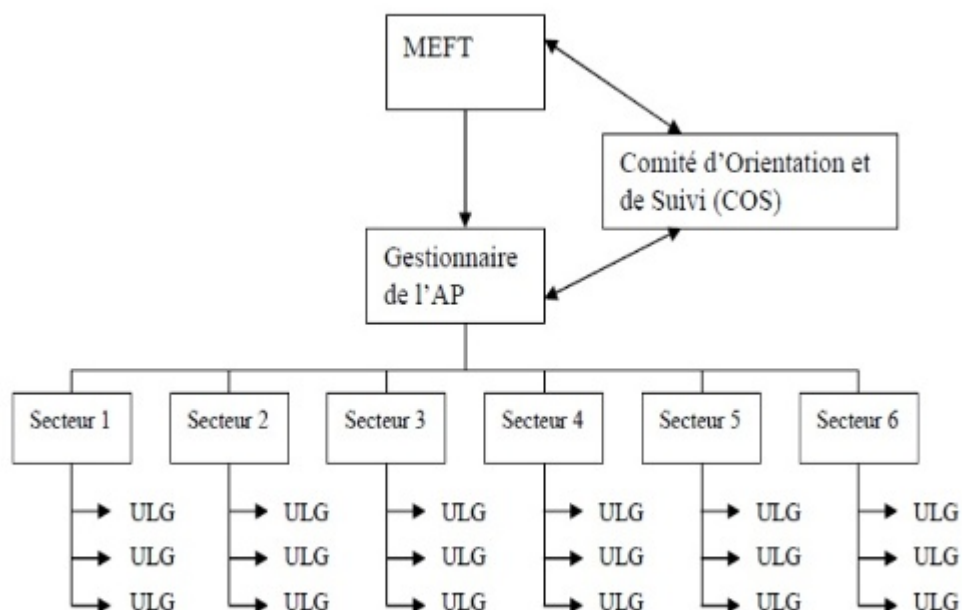 MEFT
Comité d'Orientation et
de Suivi (COS)
Gestionnaire
de l'AP
Secteur 1 Secteur 2 Secteur 3 Secteur 4 Secteur 5 Secteur 6
ULG ULG ULG ULG ULG ULG
ULG ULG ULG ULG ULG ULG
ULG ULG ULG ULG ULG ULG